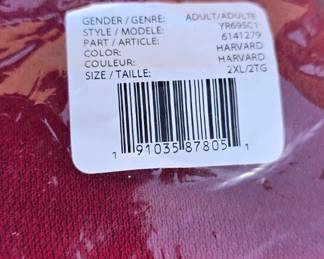 GENDER / GENRE: ADULT/ADULTE
STYLE / MODELE: YR69SC1
PART / ARTICLE: 6141279
COLOR: HARVARD
COULEUR: HARVARD
SIZE / TAILLE: 2XL/2TG
1 91035 87805 1